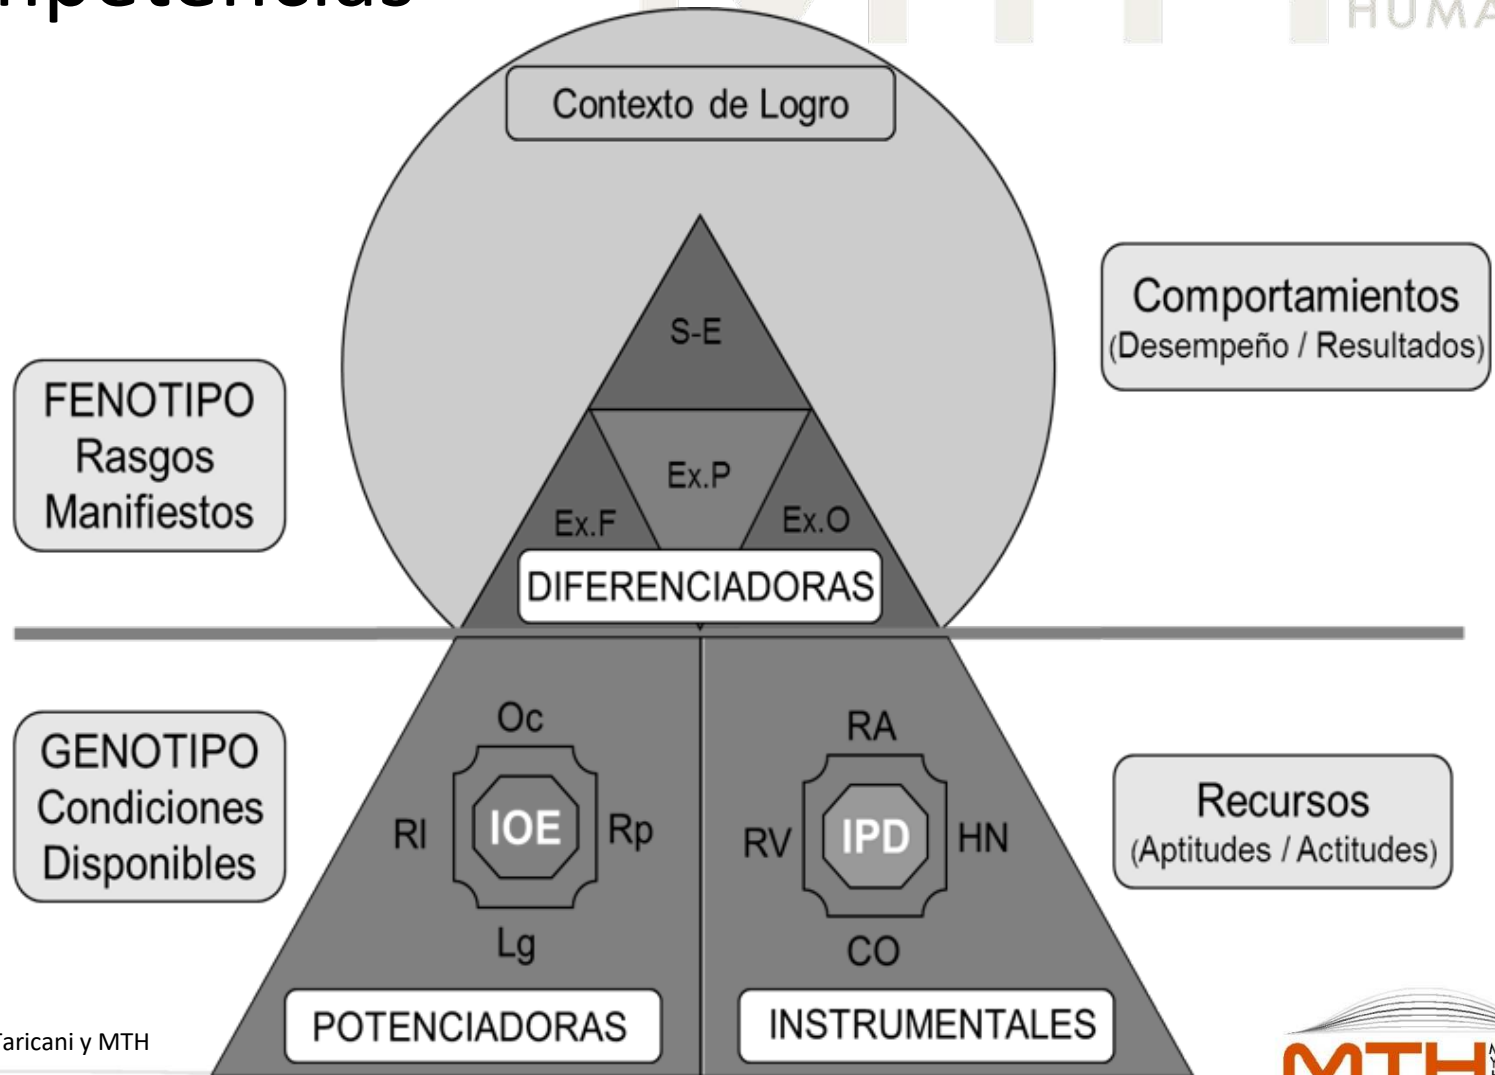 Contexto de Logro
S-E
Comportamientos
(Desempeño / Resultados)
FENOTIPO
Rasgos
Manifiestos
Ex.P
Ex.F
Ex.O
DIFERENCIADORAS
GENOTIPO
Condiciones
Disponibles
Oc
RI
IOE
Rp
Lg
POTENCIADORAS
RA
RV
IPD
HN
CO
INSTRUMENTALES
Recursos
(Aptitudes / Actitudes)
y MTH
MTH